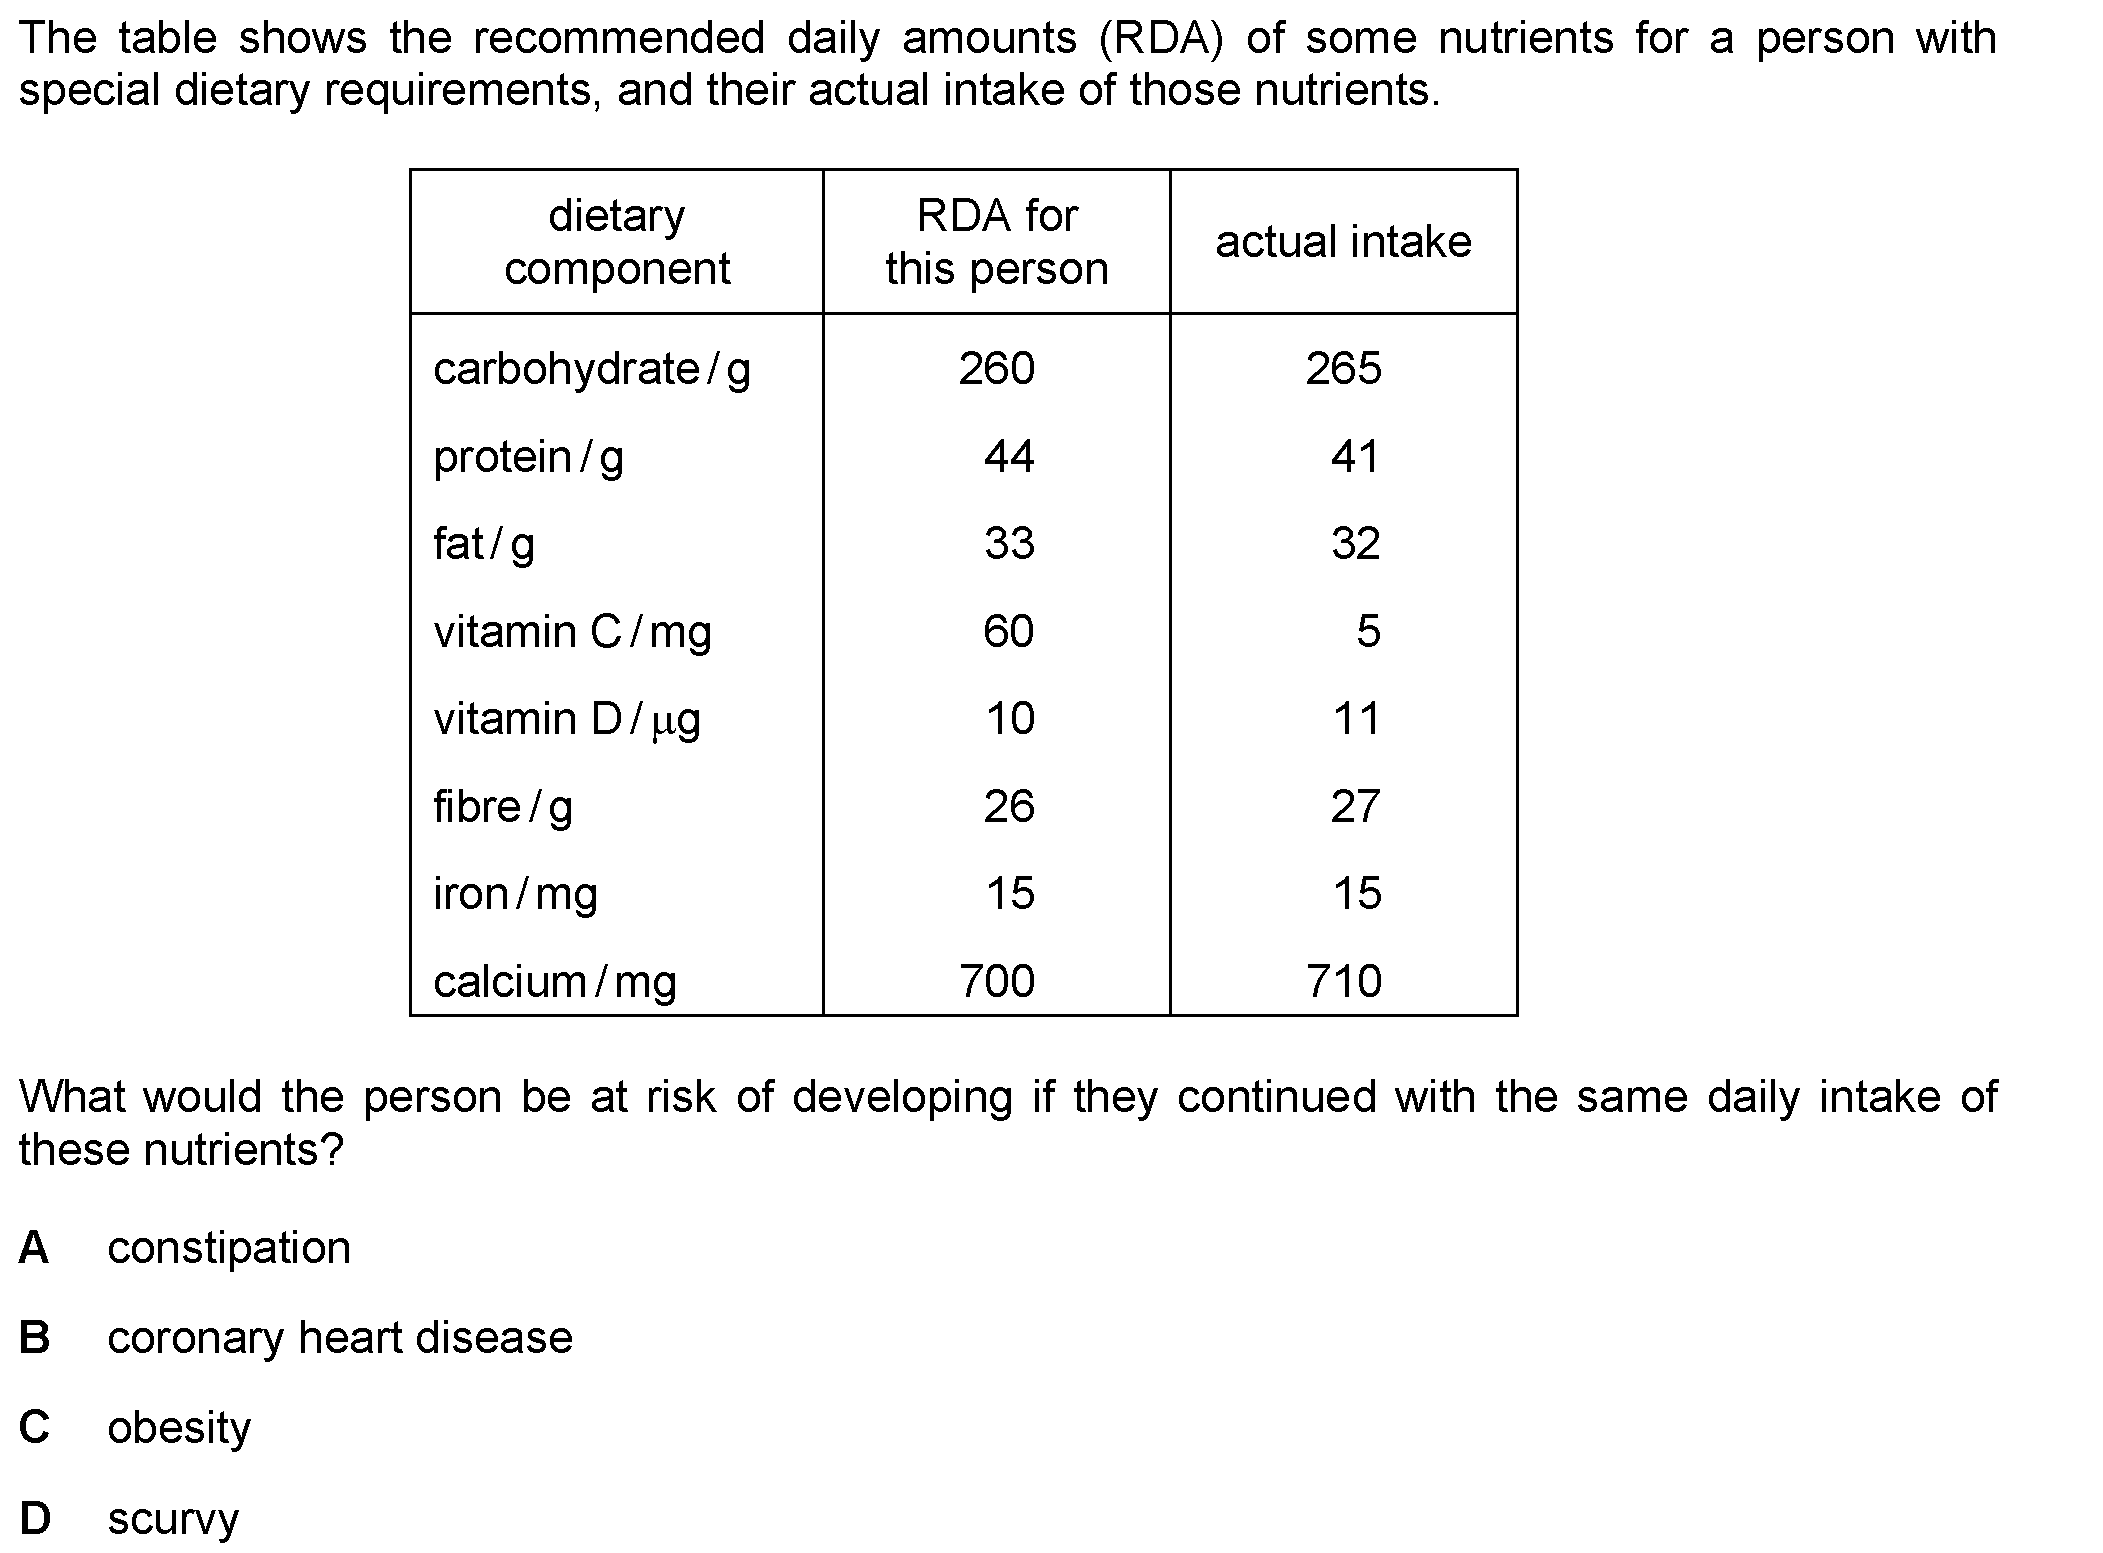 The table shows the recommended daily amounts (RDA) of some nutrients for a person with
special dietary requirements, and their actual intake of those nutrients.
dietary component RDA for this person actual intake
carbohydrate / g 260 265
protein / g 44 41
fat / g 33 32
vitamin C / mg 60 5
vitamin D / μg 10 11
fibre / g 26 27
iron / mg 15 15
calcium / mg 700 710
What would the person be at risk of developing if they continued with the same daily intake of
these nutrients?
A constipation
B coronary heart disease
C obesity
D scurvy